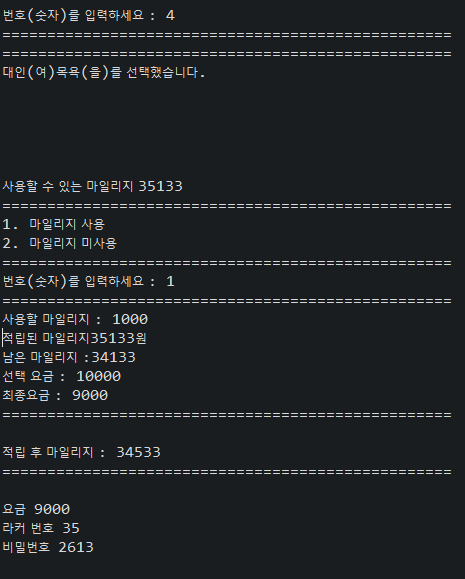 번호(숫자)를 입력하세요 : 4
==================================================
==================================================
대인(여)목욕(을)를 선택했습니다.
사용할 수 있는 마일리지 35133
==================================================
1. 마일리지 사용
2. 마일리지 미사용
==================================================
번호(숫자)를 입력하세요 : 1
==================================================
사용할 마일리지 : 1000
적립된 마일리지35133원
남은 마일리지 :34133
선택 요금 : 10000
최종요금 : 9000
==================================================
적립 후 마일리지 : 34533
==================================================
요금 9000
라커 번호 35
비밀번호 2613